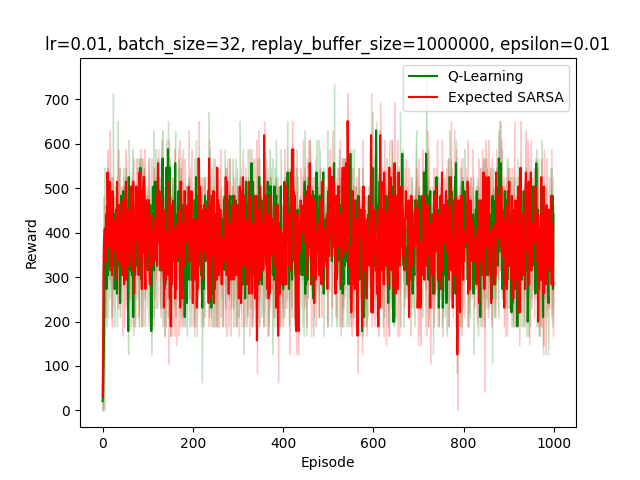 lr=0.01, batch_size=32, replay_buffer_size=1000000, epsilon=0.01
Q-Learning
Expected SARSA
Reward
700
600
500
400
300
200
100
0
0 200 400 600 800 1000
Episode